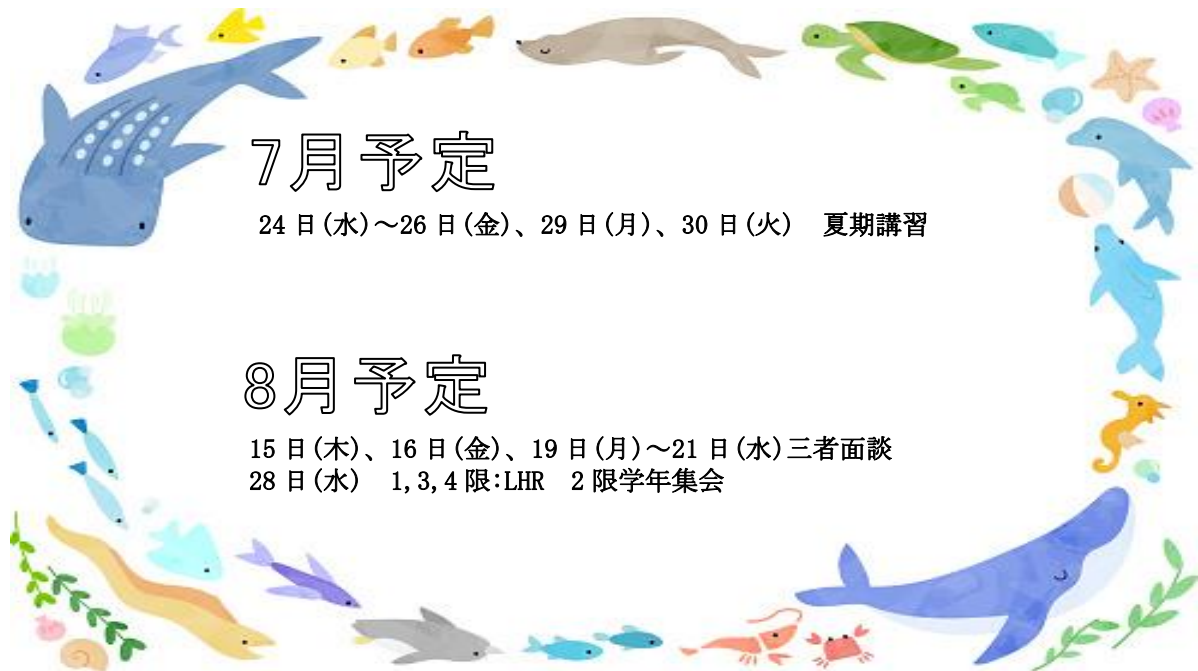 7月予定
24日(水)～26日(金)、29日(月)、30日(火)　夏期講習
8月予定
15日(木)、16日(金)、19日(月)～21日(水)三者面談
28日(水)　1,3,4限:LHR　2限学年集会